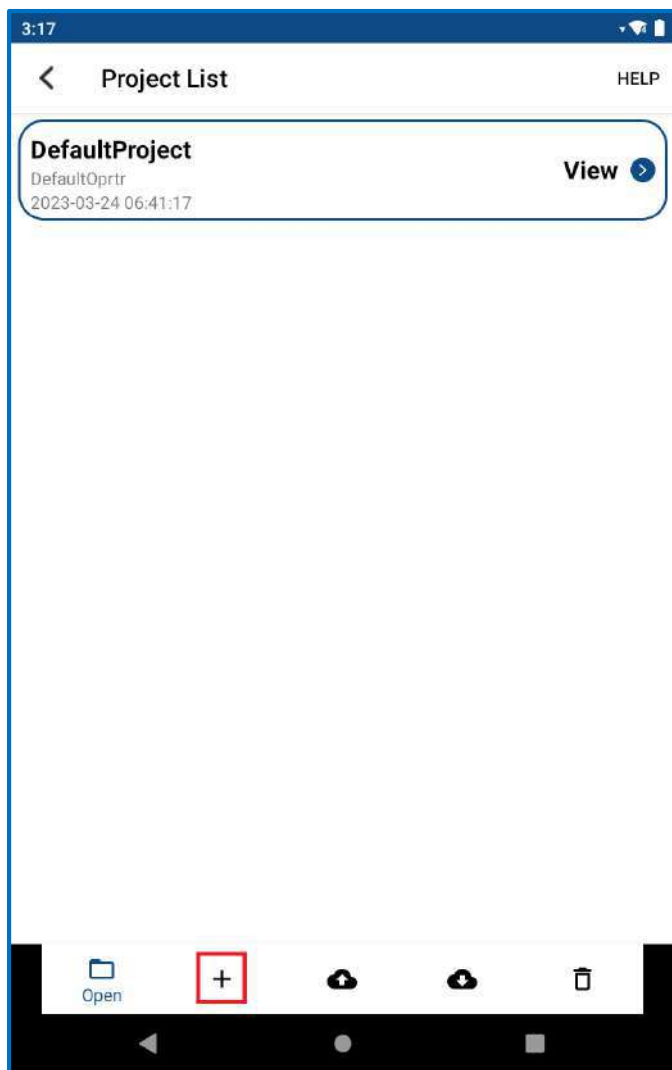 3:17
Project List
HELP
DefaultProject
View
DefaultOprtr
2023-03-24 06:41:17
Open